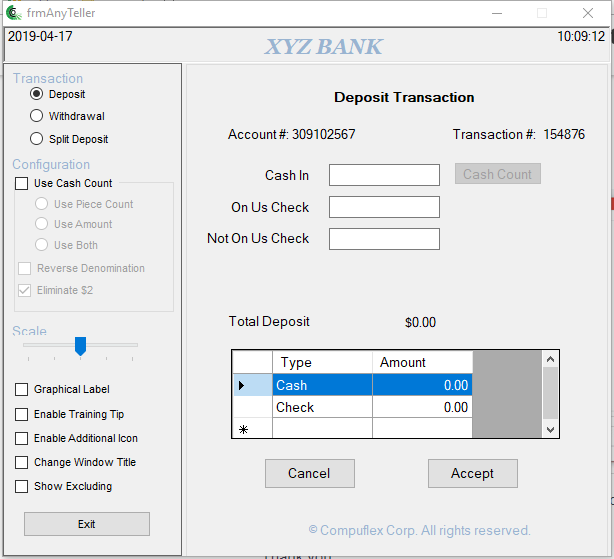 frmAnyTeller
2019-04-17
XYZ BANK
10:09:12
Transaction
Deposit
Withdrawal
Split Deposit
Configuration
Use Cash Count
Use Piece Count
Use Amount
Use Both
Reverse Denomination
Eliminate $2
Scale
Graphical Label
Enable Training Tip
Enable Additional Icon
Change Window Title
Show Excluding
Exit
Deposit Transaction
Account #: 309102567 Transaction #: 154876
Cash In Cash Count
On Us Check
Not On Us Check
Total Deposit $0.00
Type Amount
Cash 0.00
Check 0.00
Cancel Accept
© Compuflex Corp. All rights reserved.